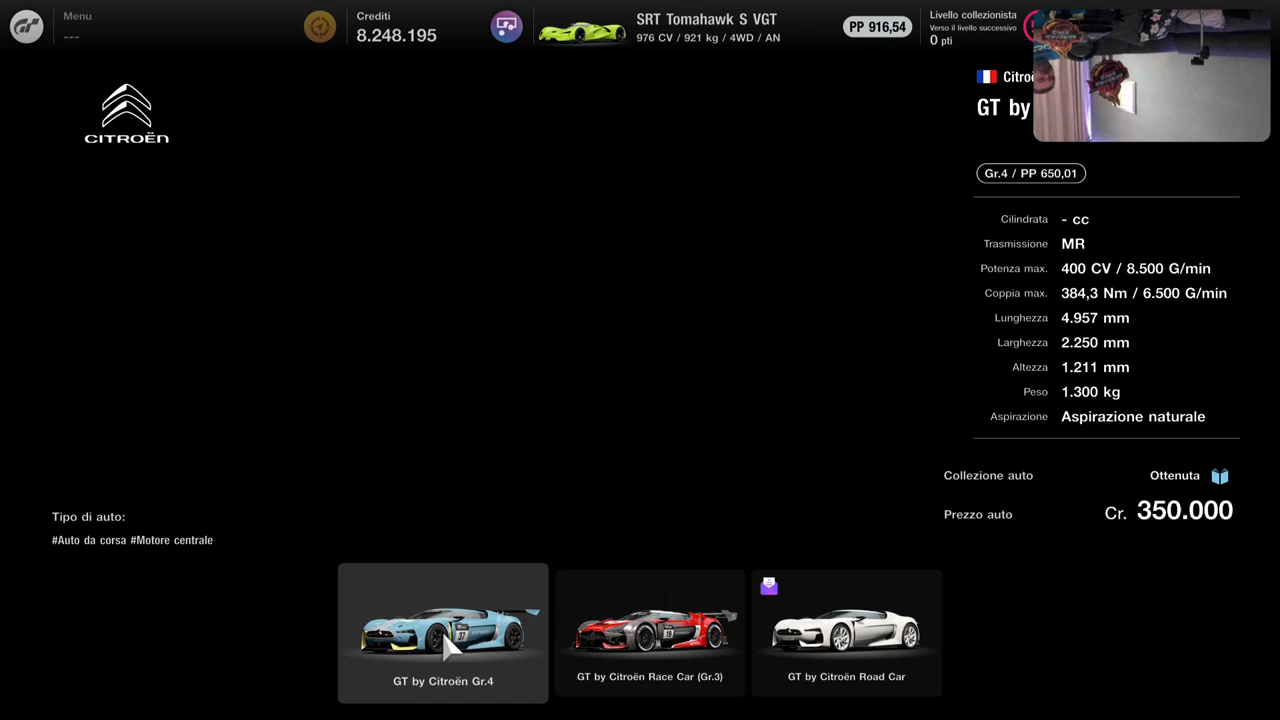 Menu
---
Crediti
8.248.195
SRT Tomahawk S VGT
976 CV / 921 kg / 4WD / AN
PP 916,54
Livello collezionista
Verso il livello successivo
0 pti
CITROËN
Citroë
GT by
Gr.4 / PP 650,01
Cilindrata - cc
Trasmissione MR
Potenza max. 400 CV / 8.500 G/min
Coppia max. 384,3 Nm / 6.500 G/min
Lunghezza 4.957 mm
Larghezza 2.250 mm
Altezza 1.211 mm
Peso 1.300 kg
Aspirazione Aspirazione naturale
Collezione auto Ottenuta
Prezzo auto Cr. 350.000
Tipo di auto:
#Auto da corsa #Motore centrale
GT by Citroën Gr.4
GT by Citroën Race Car (Gr.3)
GT by Citroën Road Car